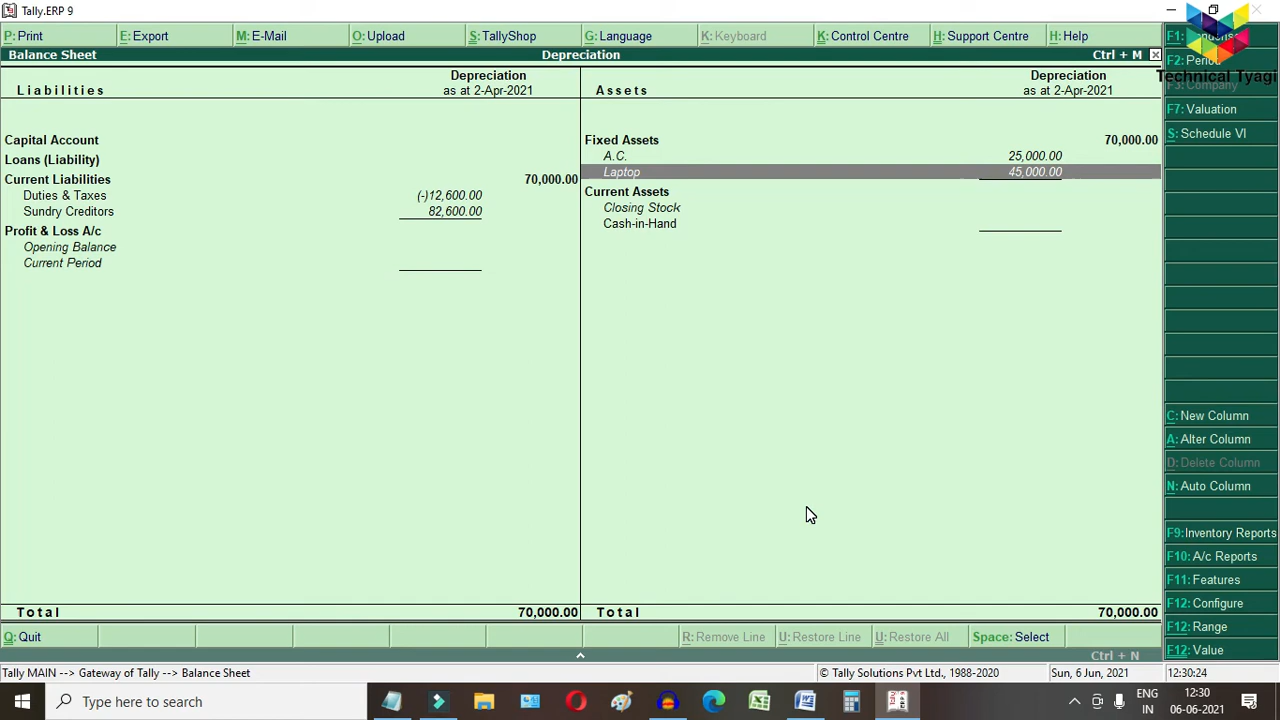 Tally.ERP 9
P: Print E: Export M: E-Mail O: Upload S: TallyShop G: Language K: Keyboard K: Control Centre H: Support Centre H: Help
Balance Sheet Depreciation Ctrl + M
Liabilities Depreciation as at 2-Apr-2021
Assets Depreciation as at 2-Apr-2021
Capital Account
Loans (Liability)
Current Liabilities 70,000.00
Duties & Taxes (-)12,600.00
Sundry Creditors 82,600.00
Profit & Loss A/c
Opening Balance
Current Period
Fixed Assets 70,000.00
A.C. 25,000.00
Laptop 45,000.00
Current Assets
Closing Stock
Cash-in-Hand
Total 70,000.00
Total 70,000.00
F1:
F2: Period
Technical Tyagi
F3: Company
F7: Valuation
S: Schedule VI
C: New Column
A: Alter Column
D: Delete Column
N: Auto Column
F9: Inventory Reports
F10: A/c Reports
F11: Features
F12: Configure
F12: Range
F12: Value
Q: Quit R: Remove Line U: Restore Line U: Restore All Space: Select
Ctrl + N
Tally MAIN --> Gateway of Tally --> Balance Sheet © Tally Solutions Pvt Ltd., 1988-2020 Sun, 6 Jun, 2021 12:30:24
Type here to search
ENG
IN
12:30
06-06-2021